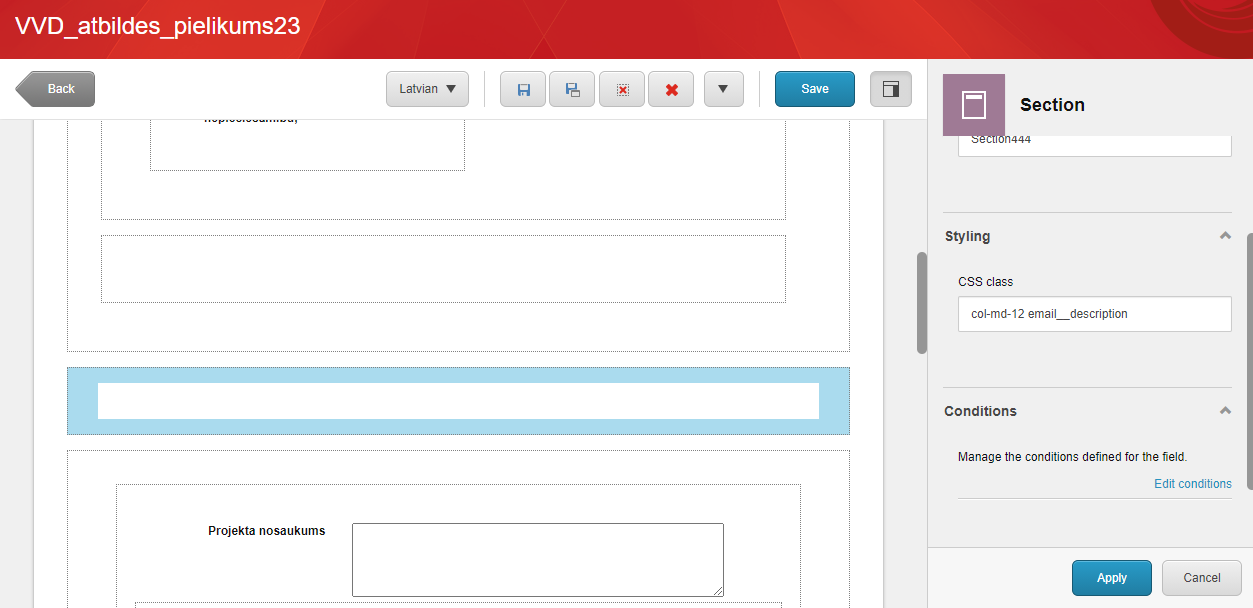 VVD_atbildes_pielikums23
Back
Latvian
Save
Section
Section444
Styling
CSS class
col-md-12 email__description
Conditions
Manage the conditions defined for the field.
Edit conditions
Projekta nosaukums
Apply
Cancel